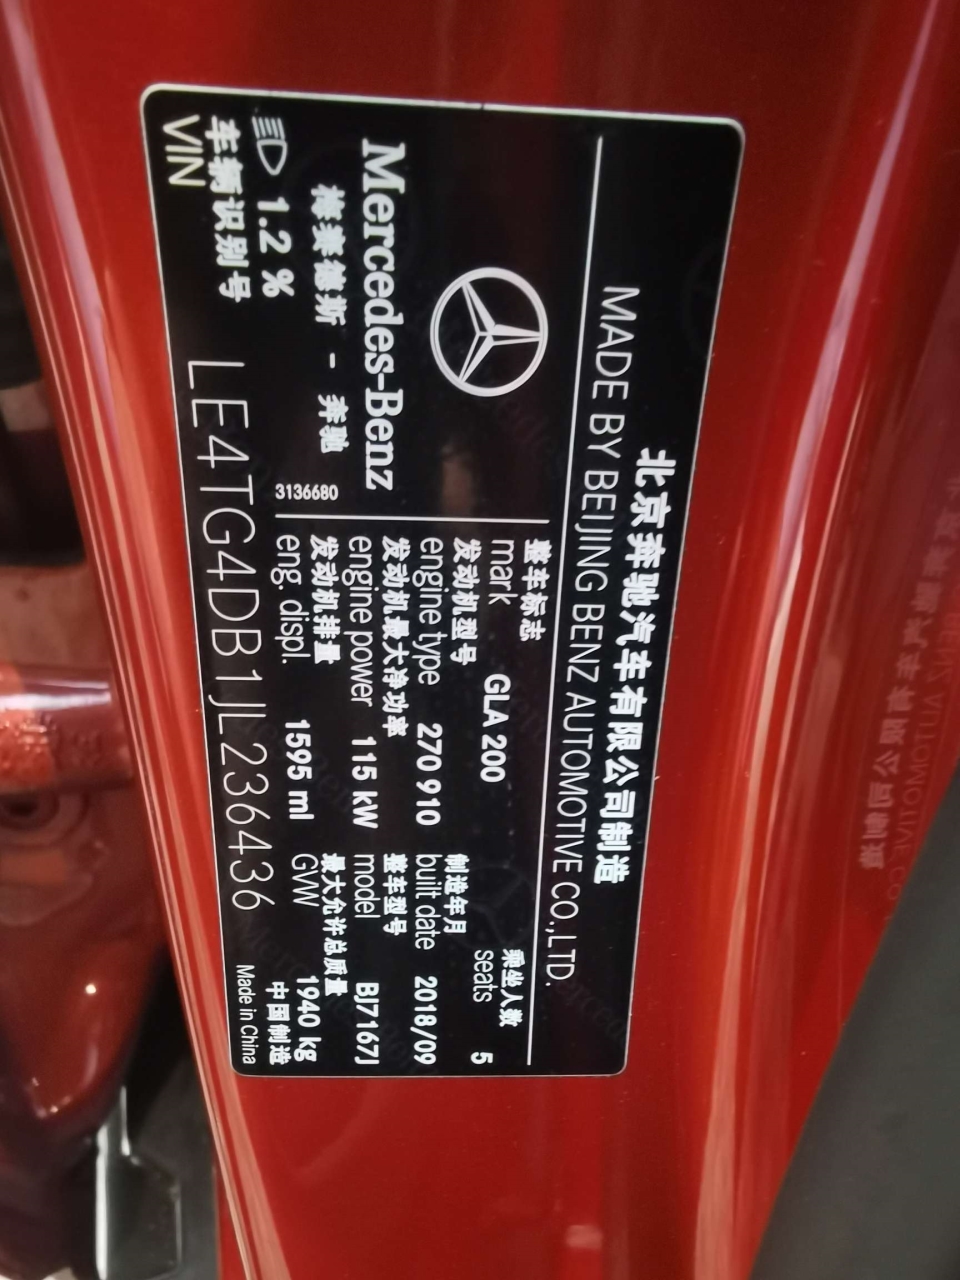 北京奔驰汽车有限公司制造
MADE BY BEIJING BENZ AUTOMOTIVE CO.,LTD.
Mercedes-Benz
梅赛德斯 - 奔驰
3136680
整车标志
mark GLA 200
乘坐人数
seats 5
发动机型号
engine type 270 910
制造年月
built date 2018/09
发动机最大净功率
engine power 115 kW
整车型号
model BJ7167J
发动机排量
eng. displ. 1595 ml
最大允许总质量
GVW 1940 kg
1.2 %
车辆识别号
VIN LE4TG4DB1JL236436
中国制造
Made in China